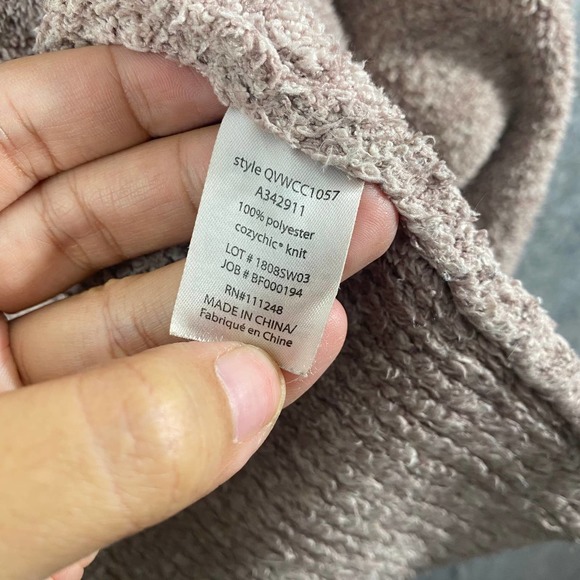 style QVWCC1057
A342911
100% polyester
cozychic® knit
LOT # 1808SW03
JOB # BF000194
RN#111248
MADE IN CHINA/
Fabriqué en Chine